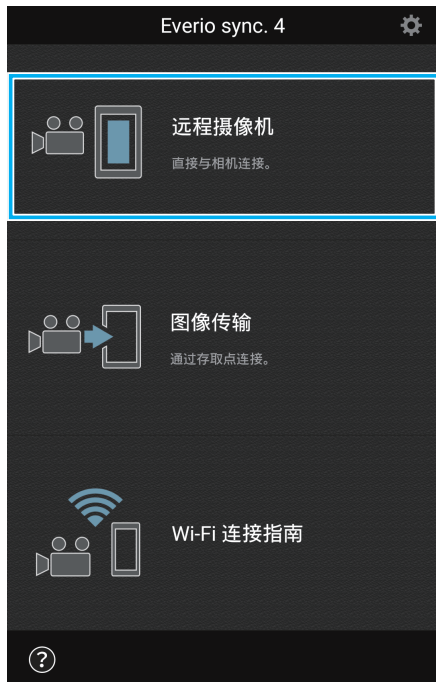 Everio sync. 4
远程摄像机
直接与相机连接。
图像传输
通过存取点连接。
Wi-Fi 连接指南
?